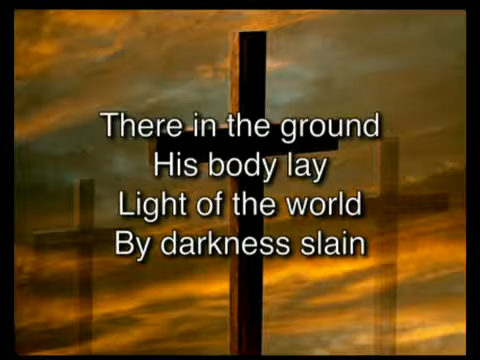 There in the ground
His body lay
Light of the world
By darkness slain